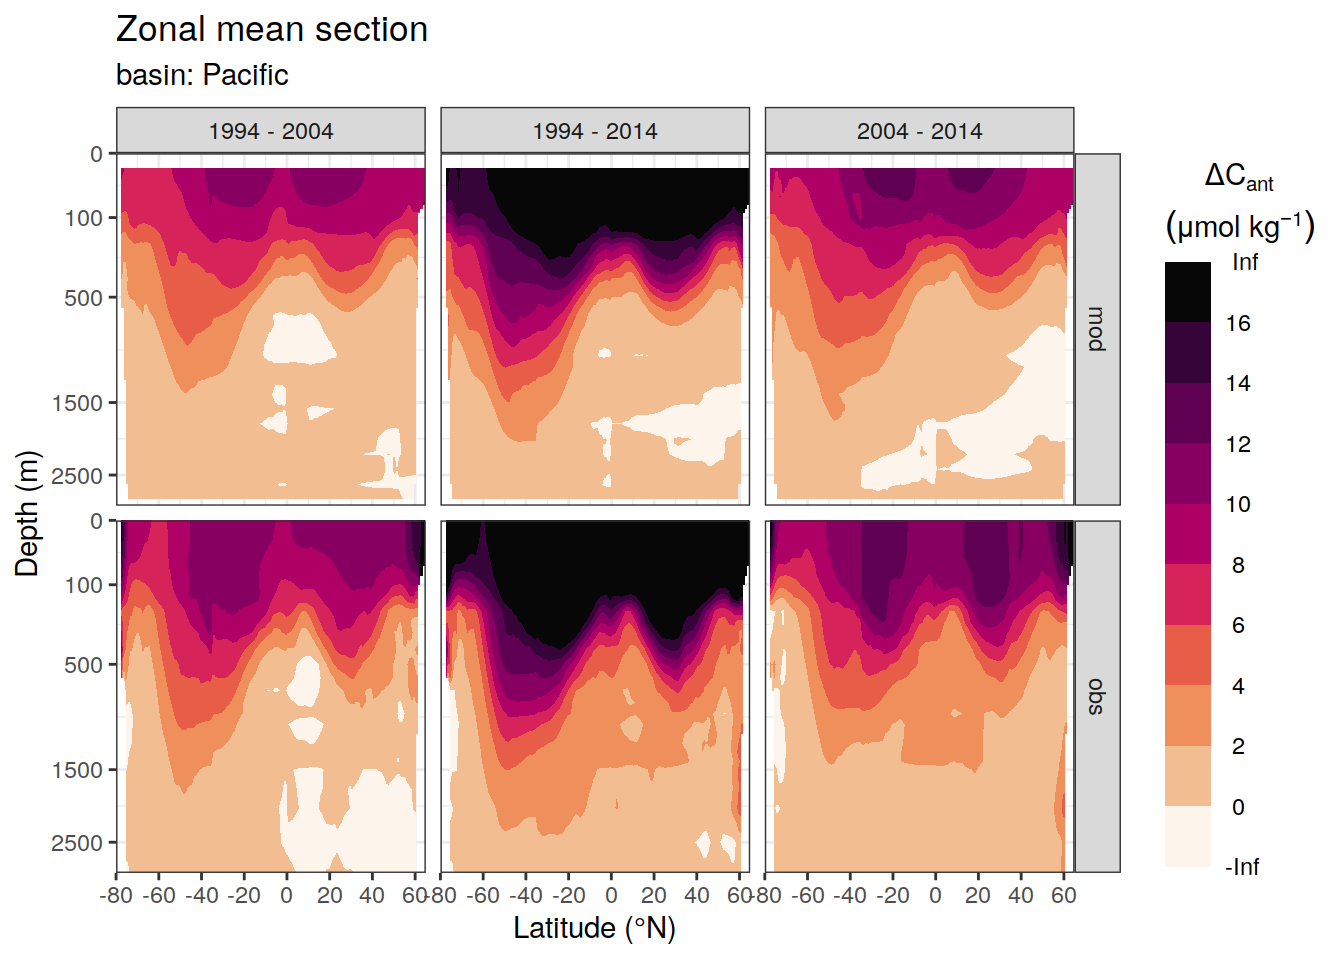 Zonal mean section
basin: Pacific
1994 - 2004
1994 - 2014
2004 - 2014
0
100
500
1500
2500
mod
0
100
500
1500
2500
obs
-80 -60 -40 -20 0 20 40 60
-80 -60 -40 -20 0 20 40 60
-80 -60 -40 -20 0 20 40 60
Latitude (°N)
Depth (m)
ΔCant
(μmol kg⁻¹)
Inf
16
14
12
10
8
6
4
2
0
-Inf